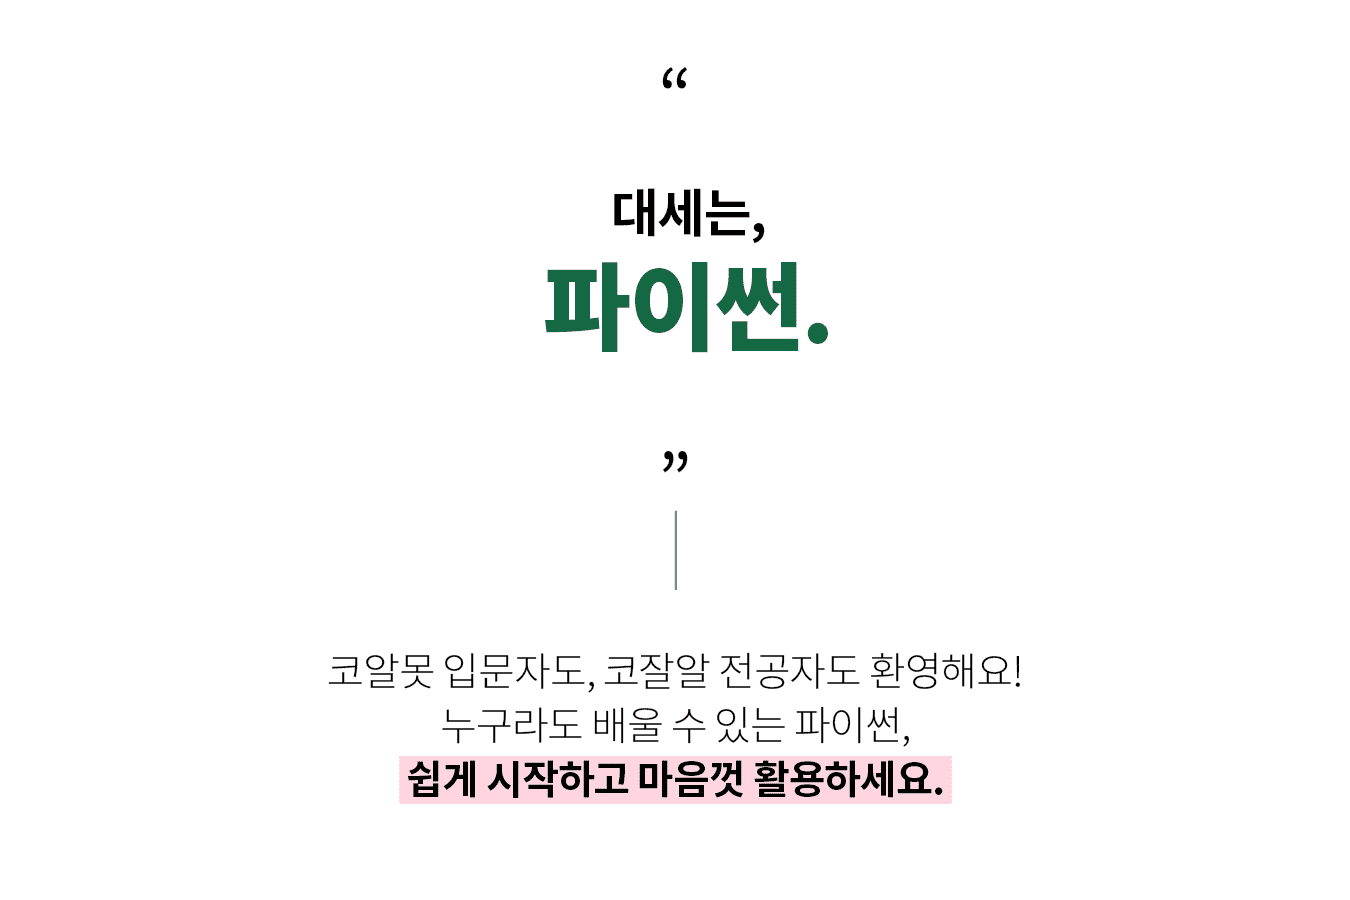 “
대세는,
파이썬.
”
코알못 입문자도, 코잘알 전공자도 환영해요!
누구라도 배울 수 있는 파이썬,
쉽게 시작하고 마음껏 활용하세요.